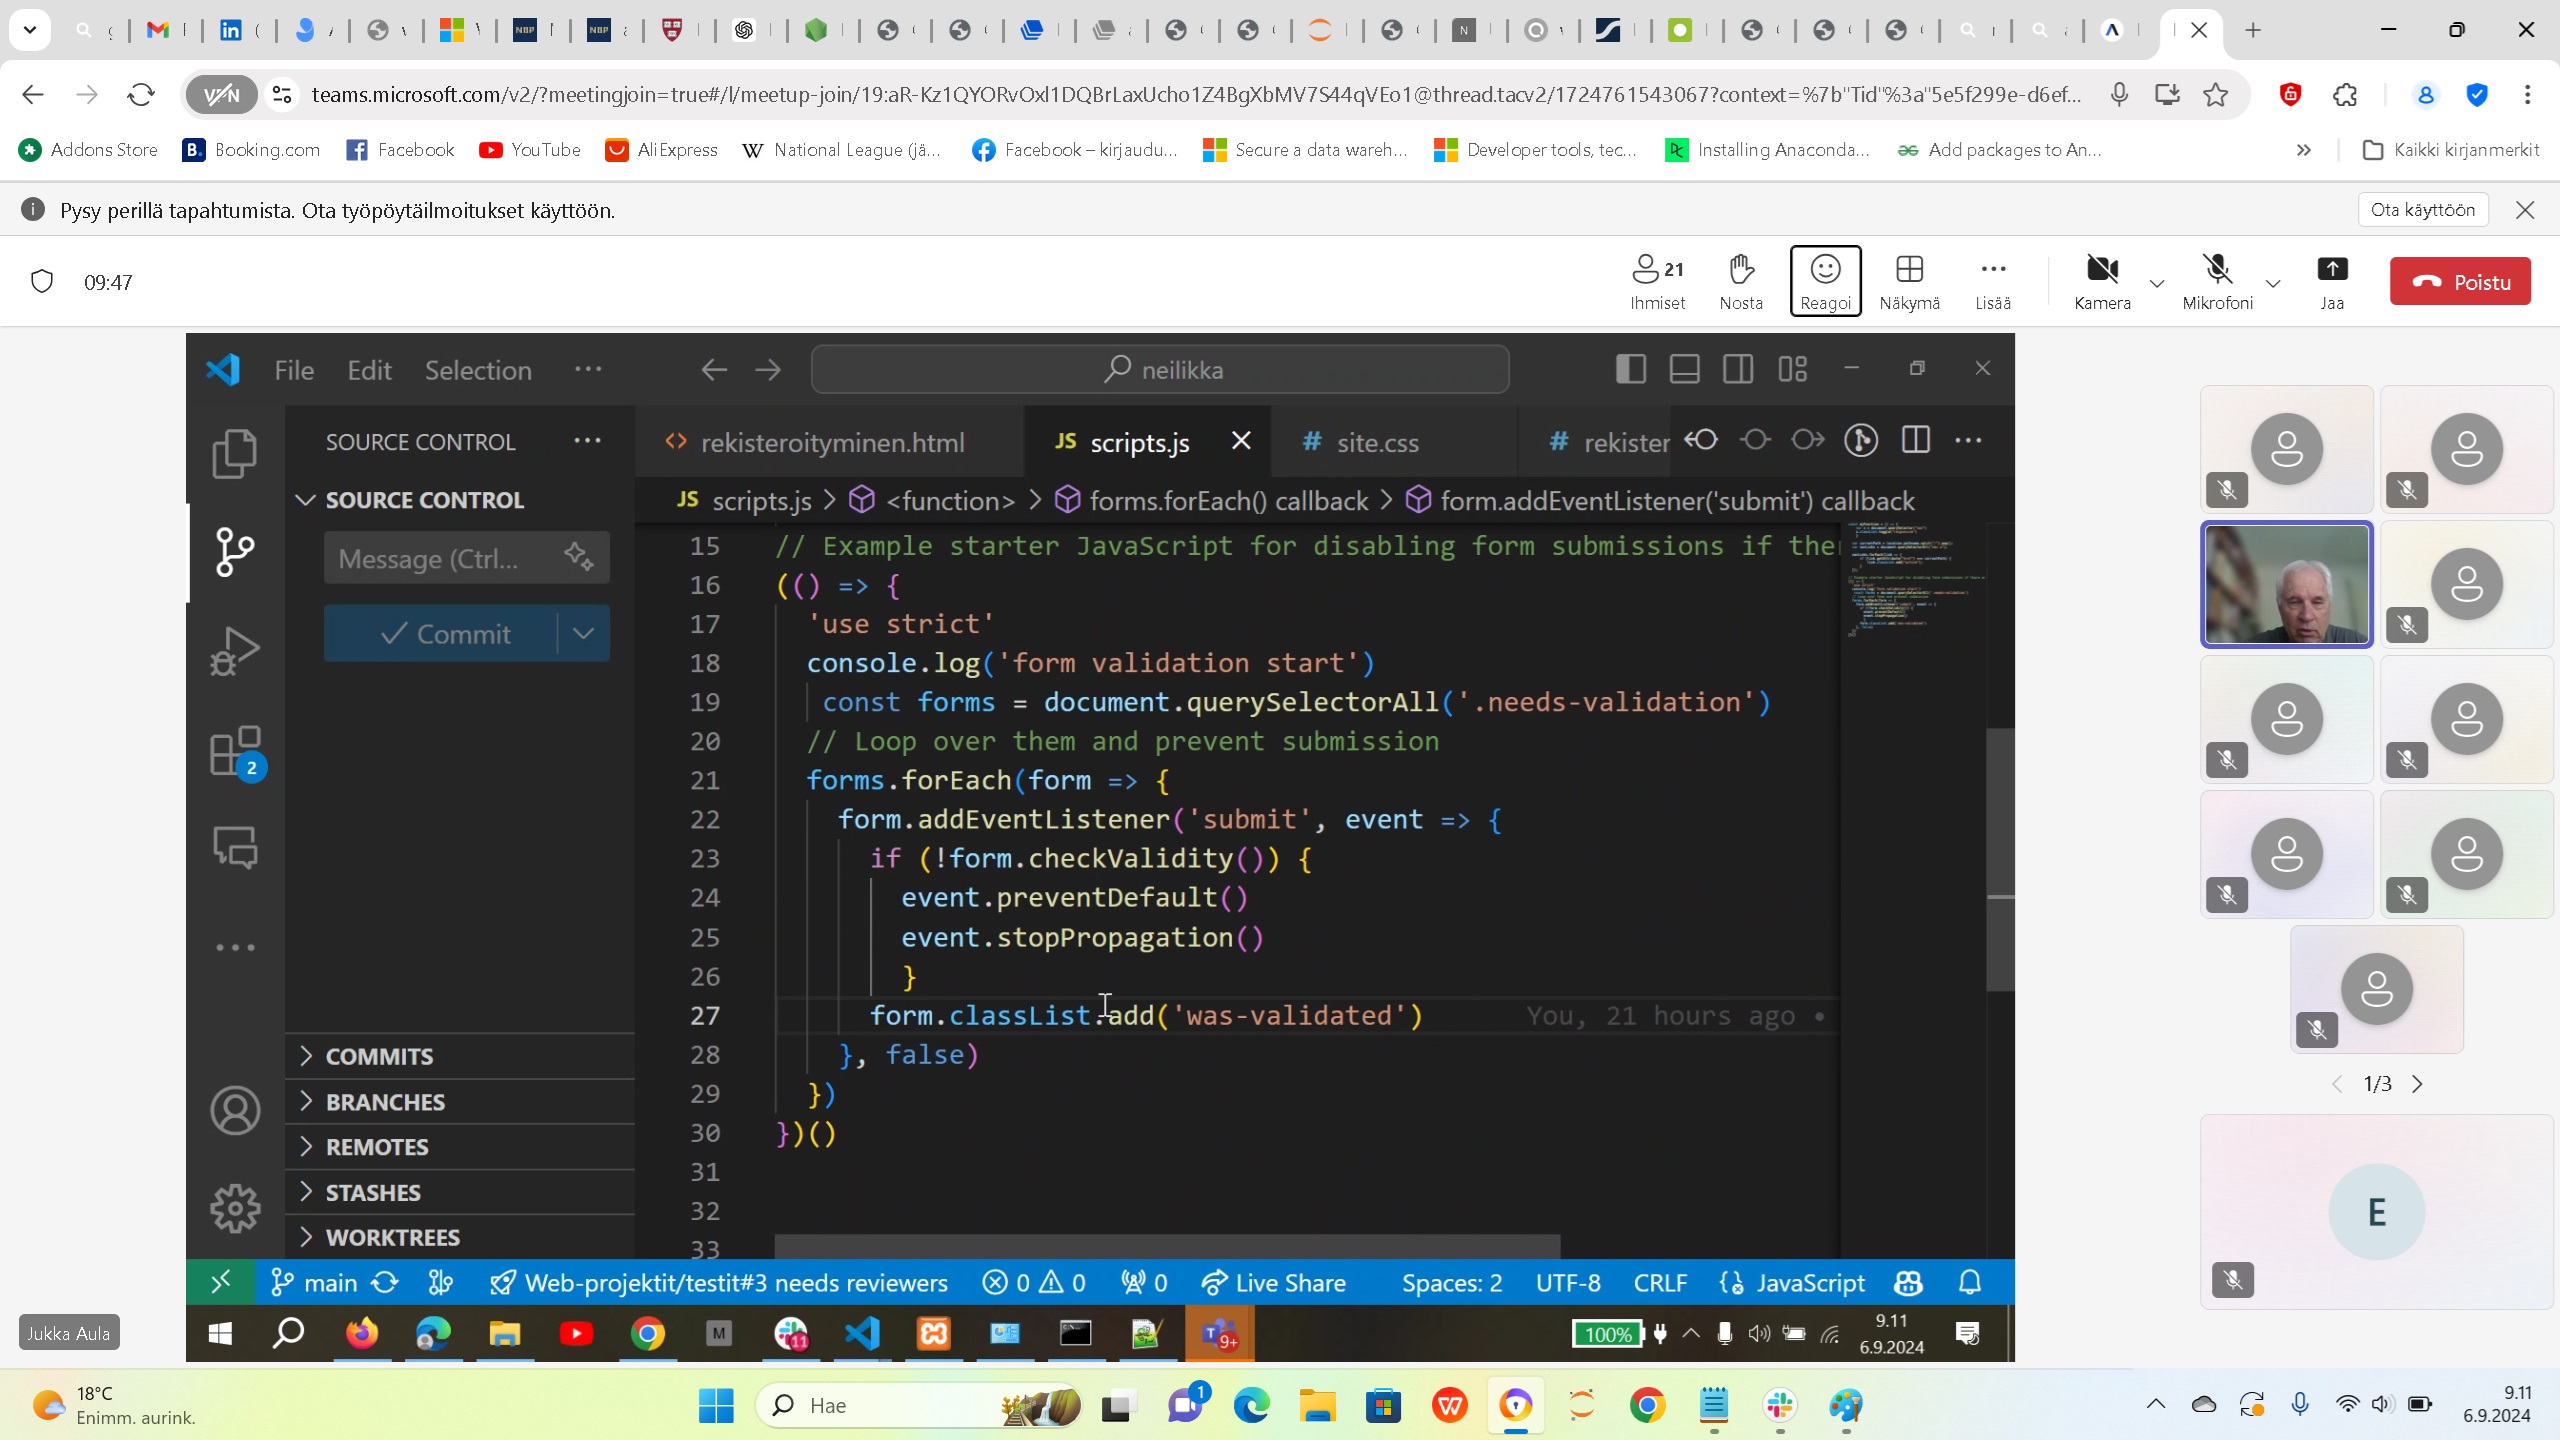 teams.microsoft.com/v2/?meetingjoin=true#/l/meetup-join/19:aR-Kz1QYORvOxl1DQBrLaxUcho1Z4BgXbMV7S44qVEo1@thread.tacv2/1724761543067?context=%7b"Tid"%3a"5e5f299e-d6ef...
Addons Store Booking.com Facebook YouTube AliExpress National League (jä... Facebook – kirjaudu... Secure a data wareh... Developer tools, tec... Installing Anaconda... Add packages to An... Kaikki kirjanmerkit
Pysy perillä tapahtumista. Ota työpöytäilmoitukset käyttöön. Ota käyttöön
09:47 21 Ihmiset Nosta Reagoi Näkymä Lisää Kamera Mikrofoni Jaa Poistu
File Edit Selection ··· neilikka
SOURCE CONTROL ···
rekisteroityminen.html JS scripts.js # site.css # rekister
SOURCE CONTROL
JS scripts.js > <function> > forms.forEach() callback > form.addEventListener('submit') callback
Message (Ctrl...
Commit
2
15 // Example starter JavaScript for disabling form submissions if the
16 (() => {
17 'use strict'
18 console.log('form validation start')
19 const forms = document.querySelectorAll('.needs-validation')
20 // Loop over them and prevent submission
21 forms.forEach(form => {
22 form.addEventListener('submit', event => {
23 if (!form.checkValidity()) {
24 event.preventDefault()
25 event.stopPropagation()
26 }
27 form.classList.add('was-validated') You, 21 hours ago •
28 }, false)
29 })
30 })()
31
32
33
COMMITS
BRANCHES
REMOTES
STASHES
WORKTREES
main Web-projektit/testit#3 needs reviewers 0 0 0 Live Share Spaces: 2 UTF-8 CRLF JavaScript
1/3
E
Jukka Aula
11 9+ 100% 9.11
6.9.2024
18°C
Enimm. aurink.
Hae
1
9.11
6.9.2024